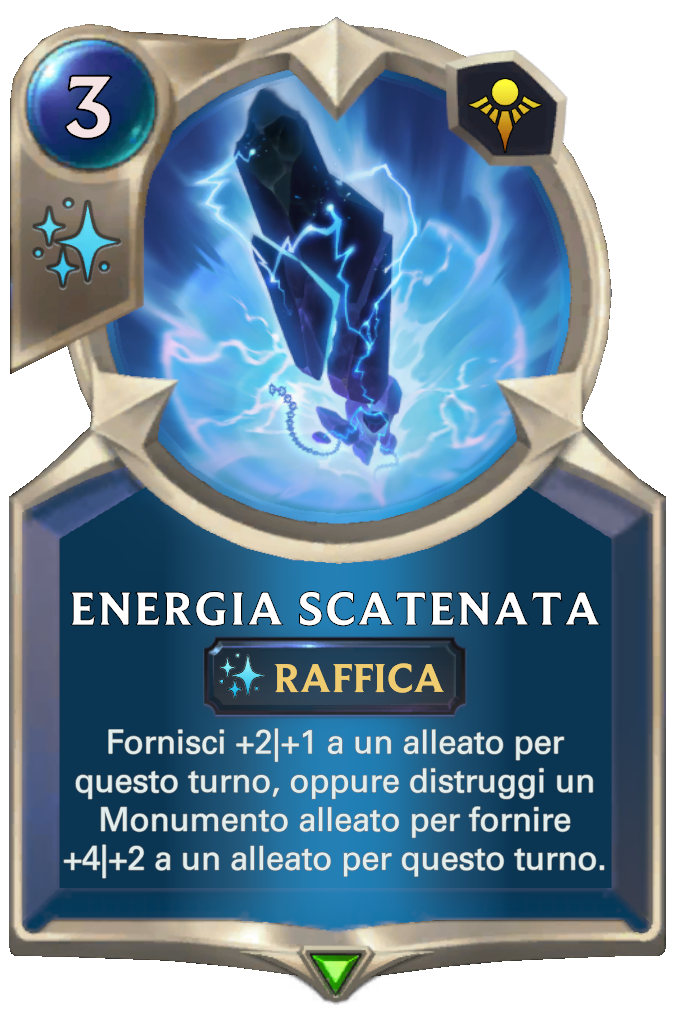 3
ENERGIA SCATENATA
RAFFICA
Fornisci +2|+1 a un alleato per
questo turno, oppure distruggi un
Monumento alleato per fornire
+4|+2 a un alleato per questo turno.